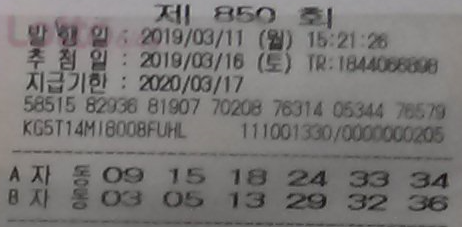 제 850 회
발 행 일 : 2019/03/11 (월) 15:21:26
추 첨 일 : 2019/03/16 (토) TR:1844066898
지급기한 : 2020/03/17
58515 82936 81907 70208 76314 05344 76579
KG5T14MI8008FUHL 111001330/0000000205
A 자 동 09 15 18 24 33 34
B 자 동 03 05 13 29 32 36